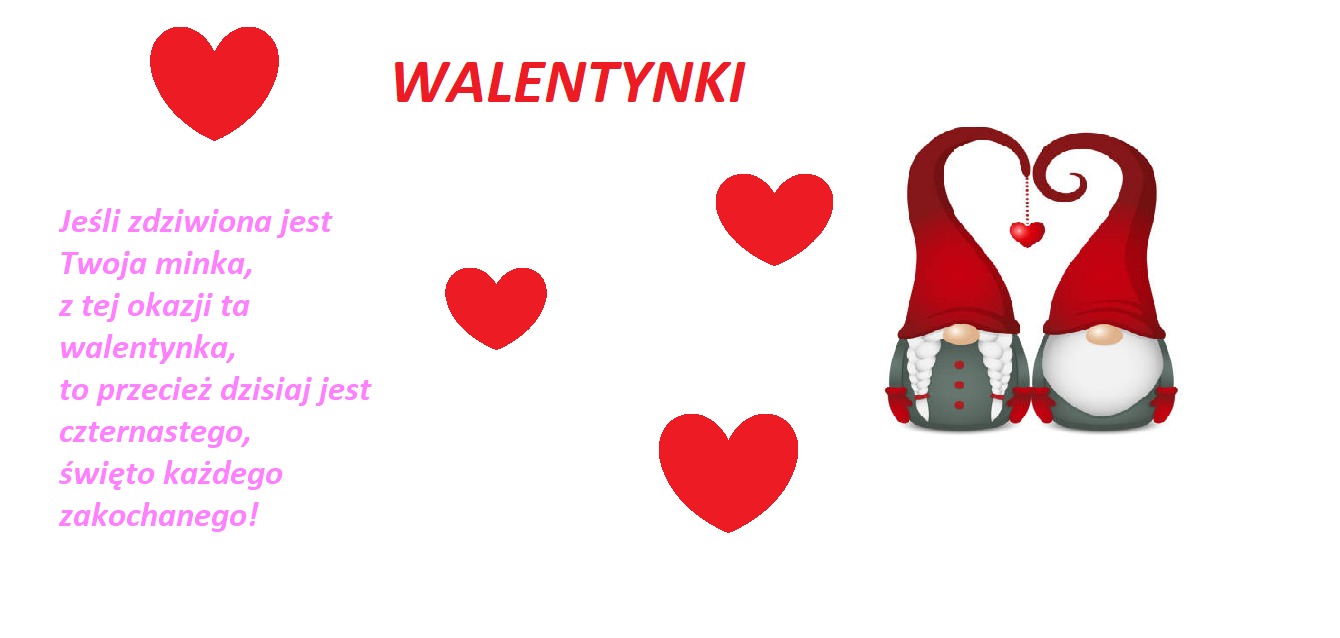 WALENTYNKI
Jeśli zdziwiona jest
Twoja minka,
z tej okazji ta
walentynka,
to przecież dzisiaj jest
czternastego,
święto każdego
zakochanego!